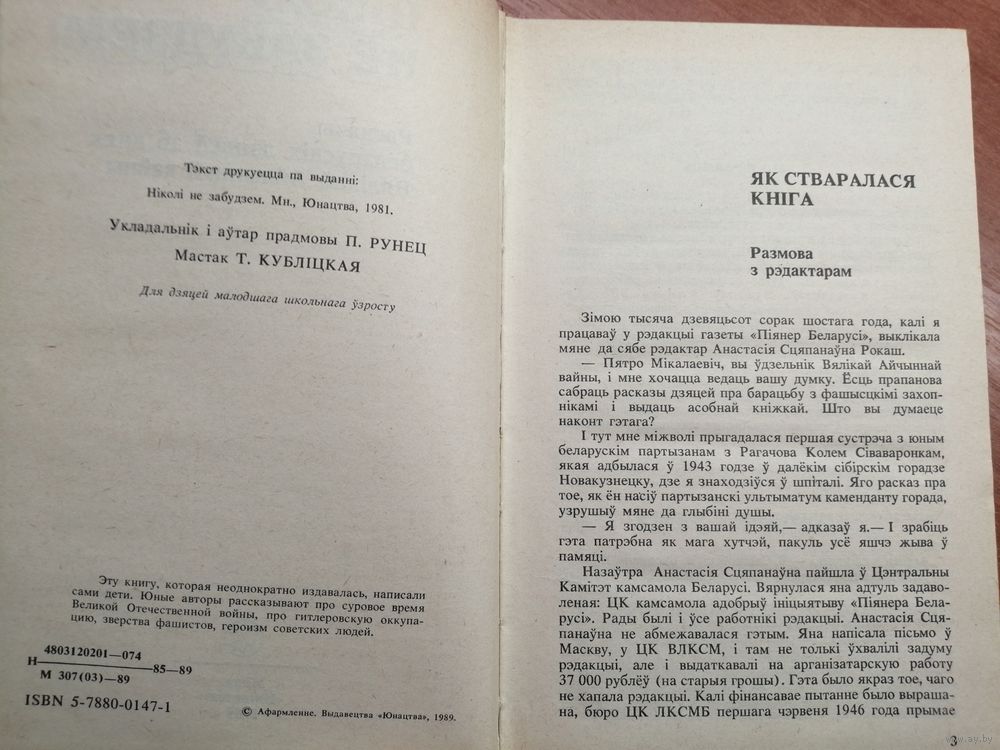 Тэкст друкуецца па выданні:
Ніколі не забудзем. Мн., Юнацтва, 1981.
Укладальнік і аўтар прадмовы П. РУНЕЦ
Мастак Т. КУБЛІЦКАЯ
Для дзяцей малодшага школьнага ўзросту
Эту книгу, которая неоднократно издавалась, написали
сами дети. Юные авторы рассказывают про суровое время
Великой Отечественной войны, про гитлеровскую оккупа-
цию, зверства фашистов, героизм советских людей.
4803120201—074
Н—85—89
М 307(03)—89
ISBN 5-7880-0147-1
© Афармленне. Выдавецтва «Юнацтва», 1989.
ЯК СТВАРАЛАСЯ
КНІГА
Размова
з рэдактарам
Зімою тысяча дзевяцьсот сорак шостага года, калі я
працаваў у рэдакцыі газеты «Піянер Беларусі», выклікала
мяне да сябе рэдактар Анастасія Сцяпанаўна Рокаш.
— Пятро Мікалаевіч, вы ўдзельнік Вялікай Айчыннай
вайны, і мне хочацца ведаць вашу думку. Ёсць прапанова
сабраць расказы дзяцей пра барацьбу з фашысцкімі захоп-
нікамі і выдаць асобнай кніжкай. Што вы думаеце
наконт гэтага?
І тут мне міжволі прыгадалася першая сустрэча з юным
беларускім партызанам з Рагачова Колем Сіваваронкам,
якая адбылася ў 1943 годзе ў далёкім сібірскім горадзе
Новакузнецку, дзе я знаходзіўся ў шпіталі. Яго расказ пра
тое, як ён насіў партызанскі ультыматум каменданту горада,
узрушыў мяне да глыбіні душы.
— Я згодзен з вашай ідэяй,— адказаў я.— І зрабіць
гэта патрэбна як мага хутчэй, пакуль усё яшчэ жыва ў
памяці.
Назаўтра Анастасія Сцяпанаўна пайшла ў Цэнтральны
Камітэт камсамола Беларусі. Вярнулася яна адтуль задаво-
леная: ЦК камсамола адобрыў ініцыятыву «Піянера Бела-
русі». Рады былі і ўсе работнікі рэдакцыі. Анастасія Сця-
панаўна не абмежавалася гэтым. Яна напісала пісьмо ў
Маскву, у ЦК ВЛКСМ, і там не толькі ўхвалілі задуму
рэдакцыі, але і выдаткавалі на арганізатарскую работу
37 000 рублёў (на старыя грошы). Гэта было якраз тое, чаго
не хапала рэдакцыі. Калі фінансавае пытанне было выраша-
на, бюро ЦК ЛКСМБ першага чэрвеня 1946 года прымае
3
www.ay.by